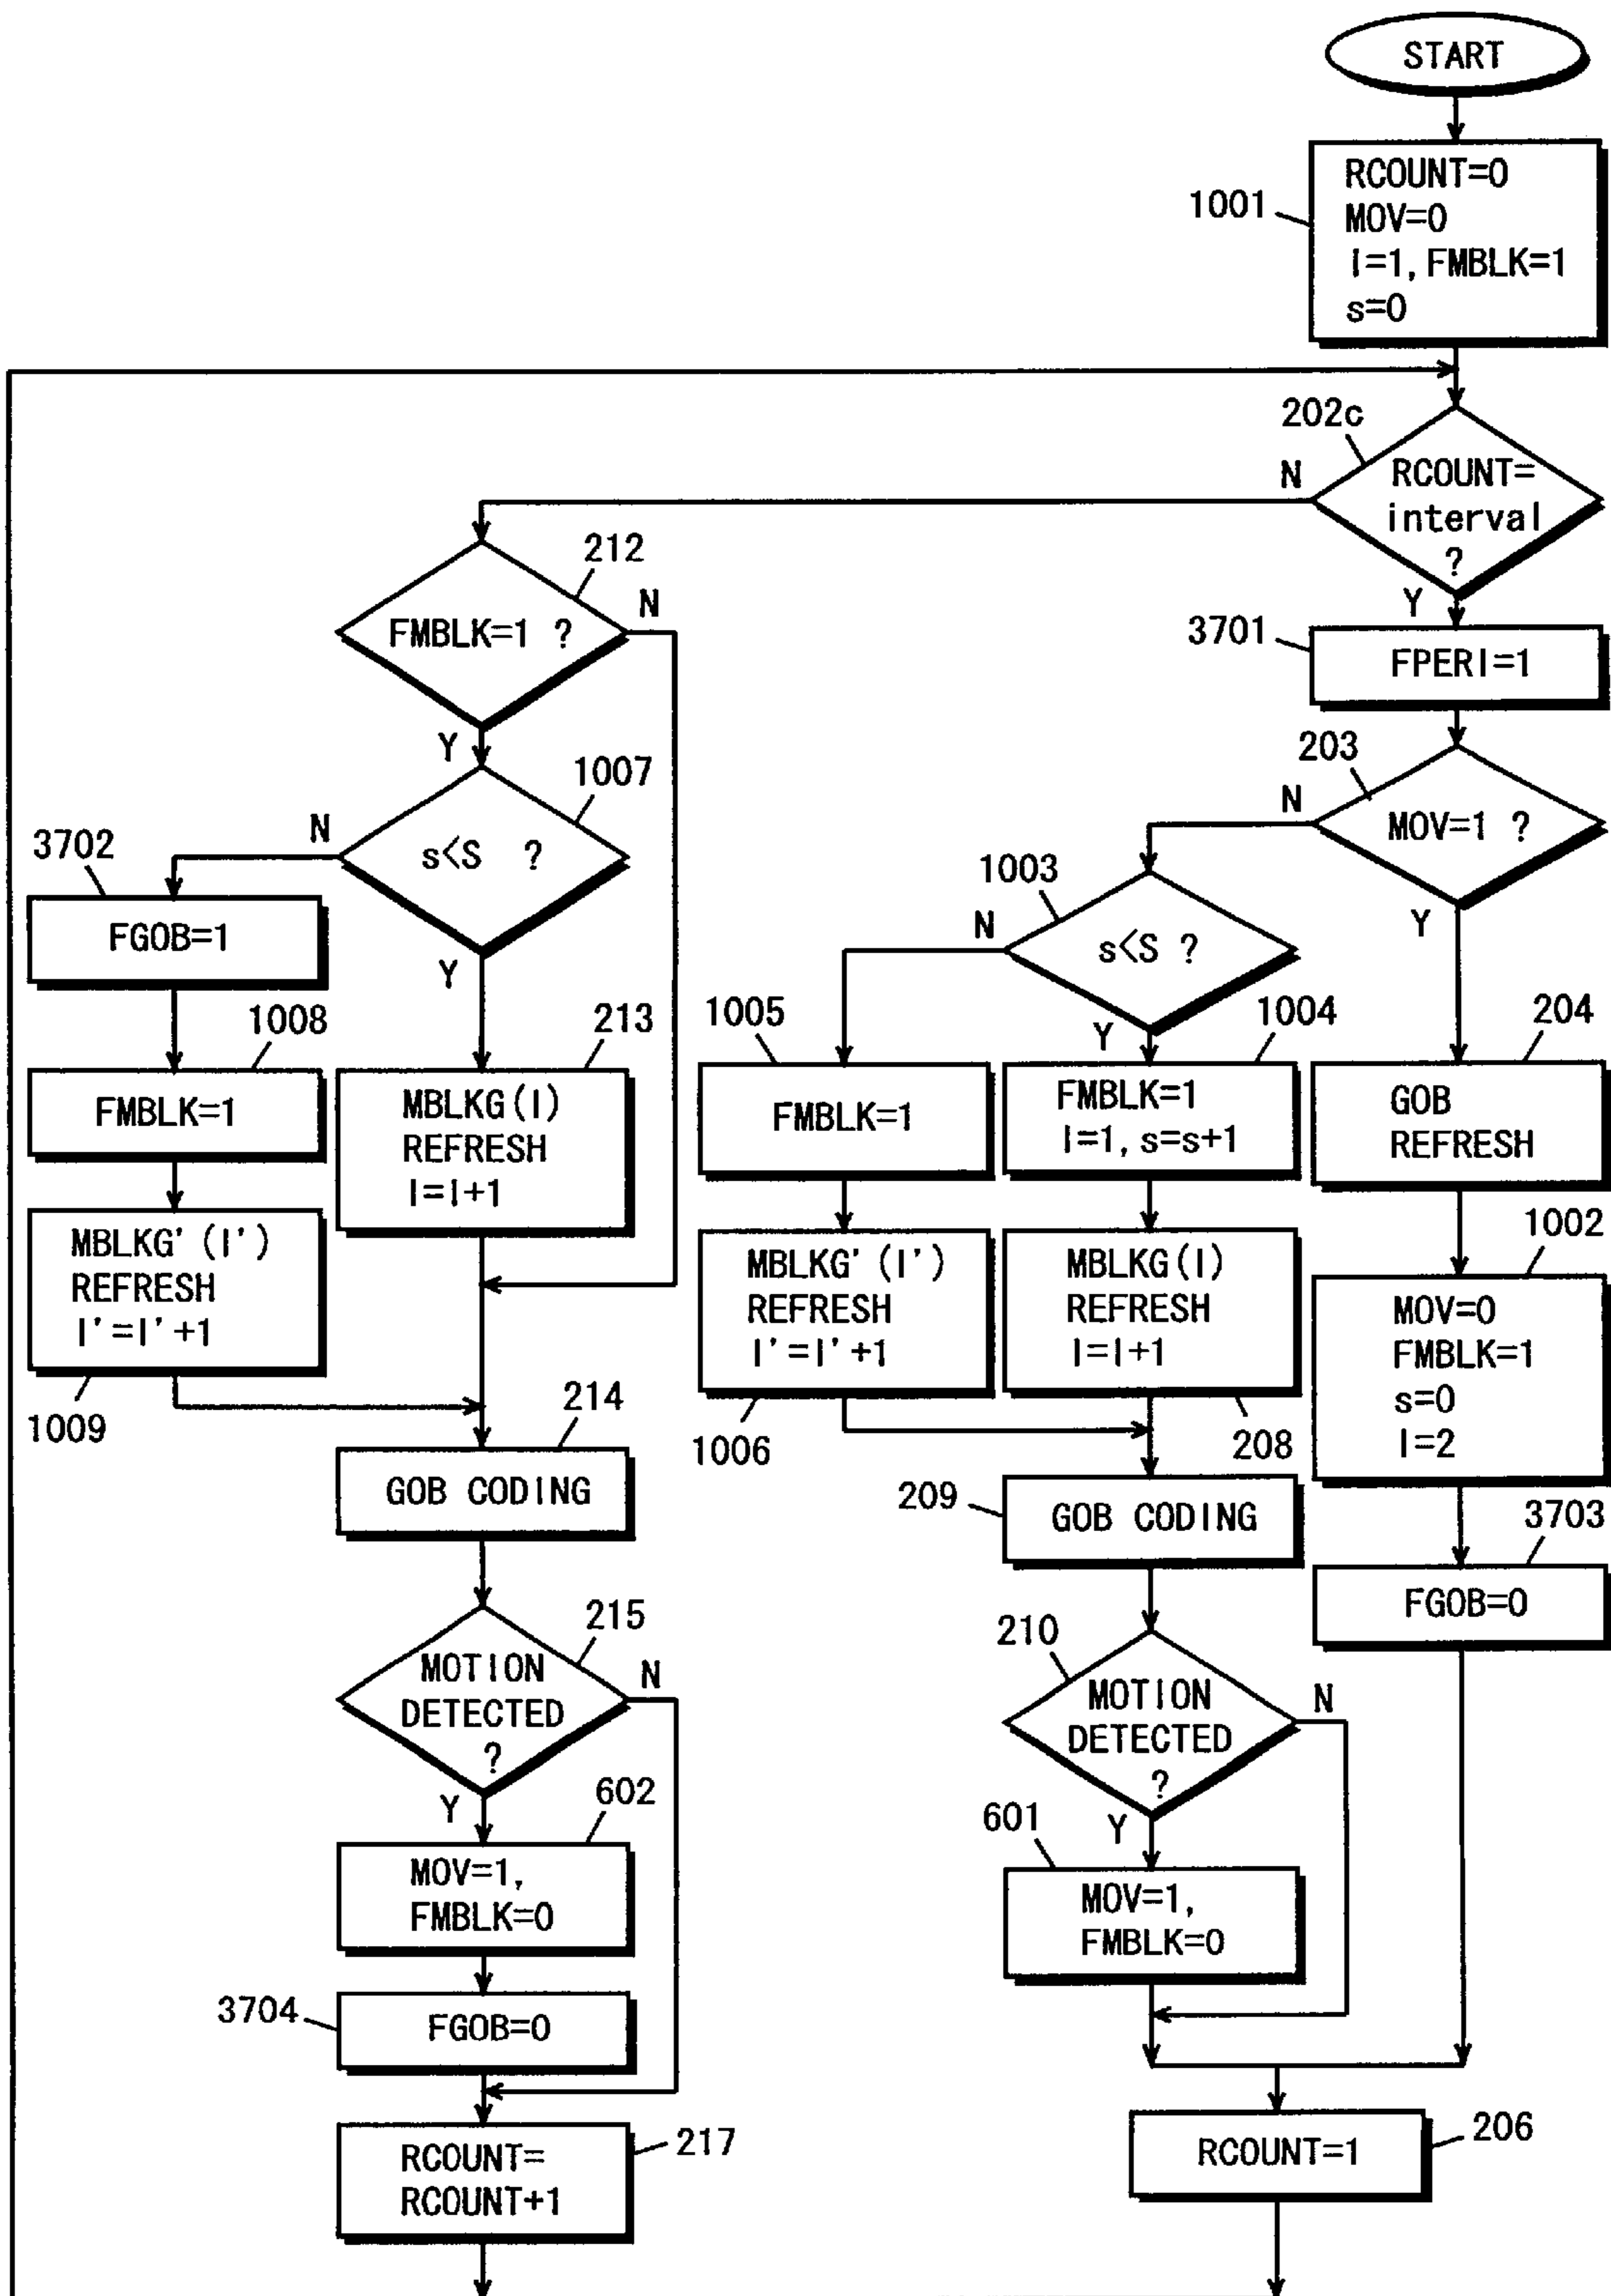 START
1001
RCOUNT=0
MOV=0
I=1, FMBLK=1
s=0
202c
RCOUNT=
interval
?
N
Y
3701
FPERI=1
203
MOV=1 ?
N
Y
212
FMBLK=1 ?
N
Y
1007
s<S ?
N
Y
3702
FGOB=1
1008
FMBLK=1
MBLKG'(I')
REFRESH
I'=I'+1
1009
213
MBLKG(I)
REFRESH
I=I+1
214
GOB CODING
215
MOTION
DETECTED
?
N
Y
602
MOV=1,
FMBLK=0
3704
FGOB=0
217
RCOUNT=
RCOUNT+1
1003
s<S ?
N
Y
1005
FMBLK=1
MBLKG'(I')
REFRESH
I'=I'+1
1006
1004
FMBLK=1
I=1, s=s+1
MBLKG(I)
REFRESH
I=I+1
208
209
GOB CODING
210
MOTION
DETECTED
?
N
Y
601
MOV=1,
FMBLK=0
204
GOB
REFRESH
1002
MOV=0
FMBLK=1
s=0
I=2
3703
FGOB=0
206
RCOUNT=1